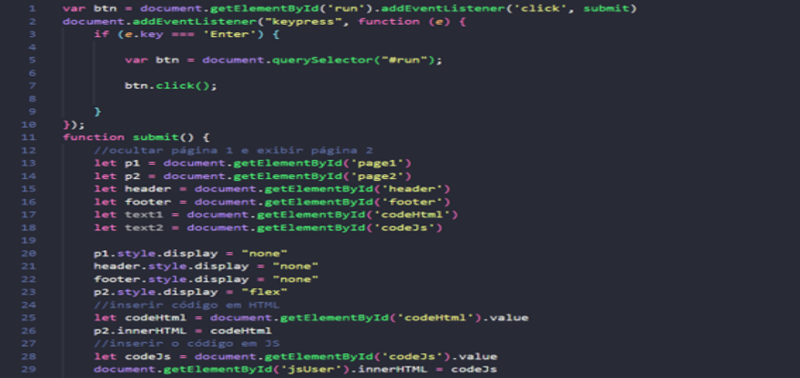 1 var btn = document.getElementById('run').addEventListener('click', submit)
2 document.addEventListener("keypress", function (e) {
3 if (e.key === 'Enter') {
4
5 var btn = document.querySelector("#run");
6
7 btn.click();
8
9 }
10 });
11 function submit() {
12 //ocultar página 1 e exibir página 2
13 let p1 = document.getElementById('page1')
14 let p2 = document.getElementById('page2')
15 let header = document.getElementById('header')
16 let footer = document.getElementById('footer')
17 let text1 = document.getElementById('codeHtml')
18 let text2 = document.getElementById('codeJs')
19
20 p1.style.display = "none"
21 header.style.display = "none"
22 footer.style.display = "none"
23 p2.style.display = "flex"
24 //inserir código em HTML
25 let codeHtml = document.getElementById('codeHtml').value
26 p2.innerHTML = codeHtml
27 //inserir o código em JS
28 let codeJs = document.getElementById('codeJs').value
29 document.getElementById('jsUser').innerHTML = codeJs